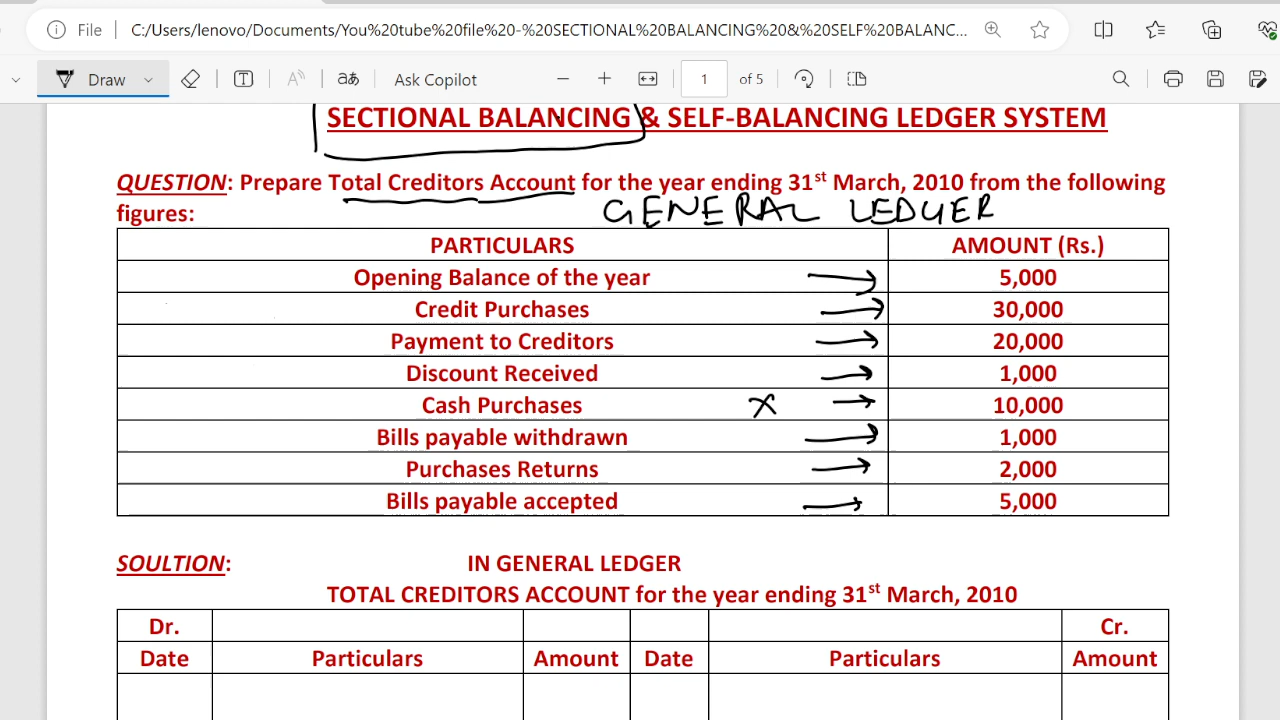 File C:/Users/lenovo/Documents/You%20tube%20file%20-%20SECTIONAL%20BALANCING%20&%20SELF%20BALANC...
Draw Ask Copilot 1 of 5
SECTIONAL BALANCING & SELF-BALANCING LEDGER SYSTEM
QUESTION: Prepare Total Creditors Account for the year ending 31st March, 2010 from the following
figures: GENERAL LEDGER
PARTICULARS AMOUNT (Rs.)
Opening Balance of the year 5,000
Credit Purchases 30,000
Payment to Creditors 20,000
Discount Received 1,000
Cash Purchases X 10,000
Bills payable withdrawn 1,000
Purchases Returns 2,000
Bills payable accepted 5,000
SOULTION: IN GENERAL LEDGER
TOTAL CREDITORS ACCOUNT for the year ending 31st March, 2010
Dr. Cr.
Date Particulars Amount Date Particulars Amount